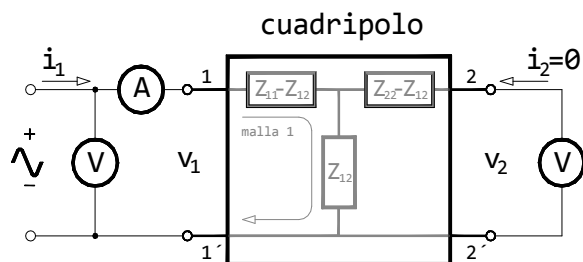 cuadripolo
i₁
A
1
Z₁₁-Z₁₂
Z₂₂-Z₁₂
2
i₂=0
+
V
-
v₁
malla 1
Z₁₂
v₂
V
1´
2´